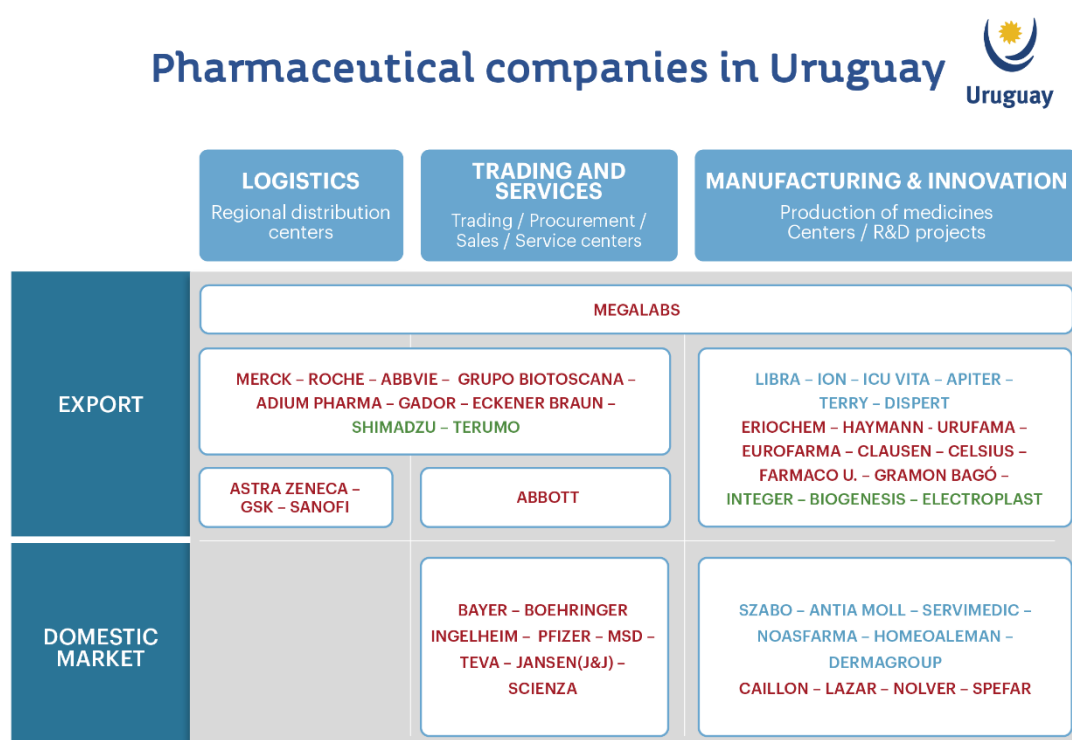 Pharmaceutical companies in Uruguay
Uruguay
LOGISTICS
Regional distribution
centers
TRADING AND
SERVICES
Trading / Procurement /
Sales / Service centers
MANUFACTURING & INNOVATION
Production of medicines
Centers / R&D projects
EXPORT
MEGALABS
MERCK – ROCHE – ABBVIE – GRUPO BIOTOSCANA –
ADIUM PHARMA – GADOR – ECKENER BRAUN –
SHIMADZU – TERUMO
LIBRA – ION – ICU VITA – APITER –
TERRY – DISPERT
ERIOCHEM – HAYMANN - URUFAMA –
EUROFARMA – CLAUSEN – CELSIUS –
FARMACO U. – GRAMON BAGÓ –
INTEGER – BIOGENESIS – ELECTROPLAST
ASTRA ZENECA –
GSK – SANOFI
ABBOTT
DOMESTIC
MARKET
BAYER – BOEHRINGER
INGELHEIM – PFIZER – MSD –
TEVA – JANSEN(J&J) –
SCIENZA
SZABO – ANTIA MOLL – SERVIMEDIC –
NOASFARMA – HOMEOALEMAN –
DERMAGROUP
CAILLON – LAZAR – NOLVER – SPEFAR